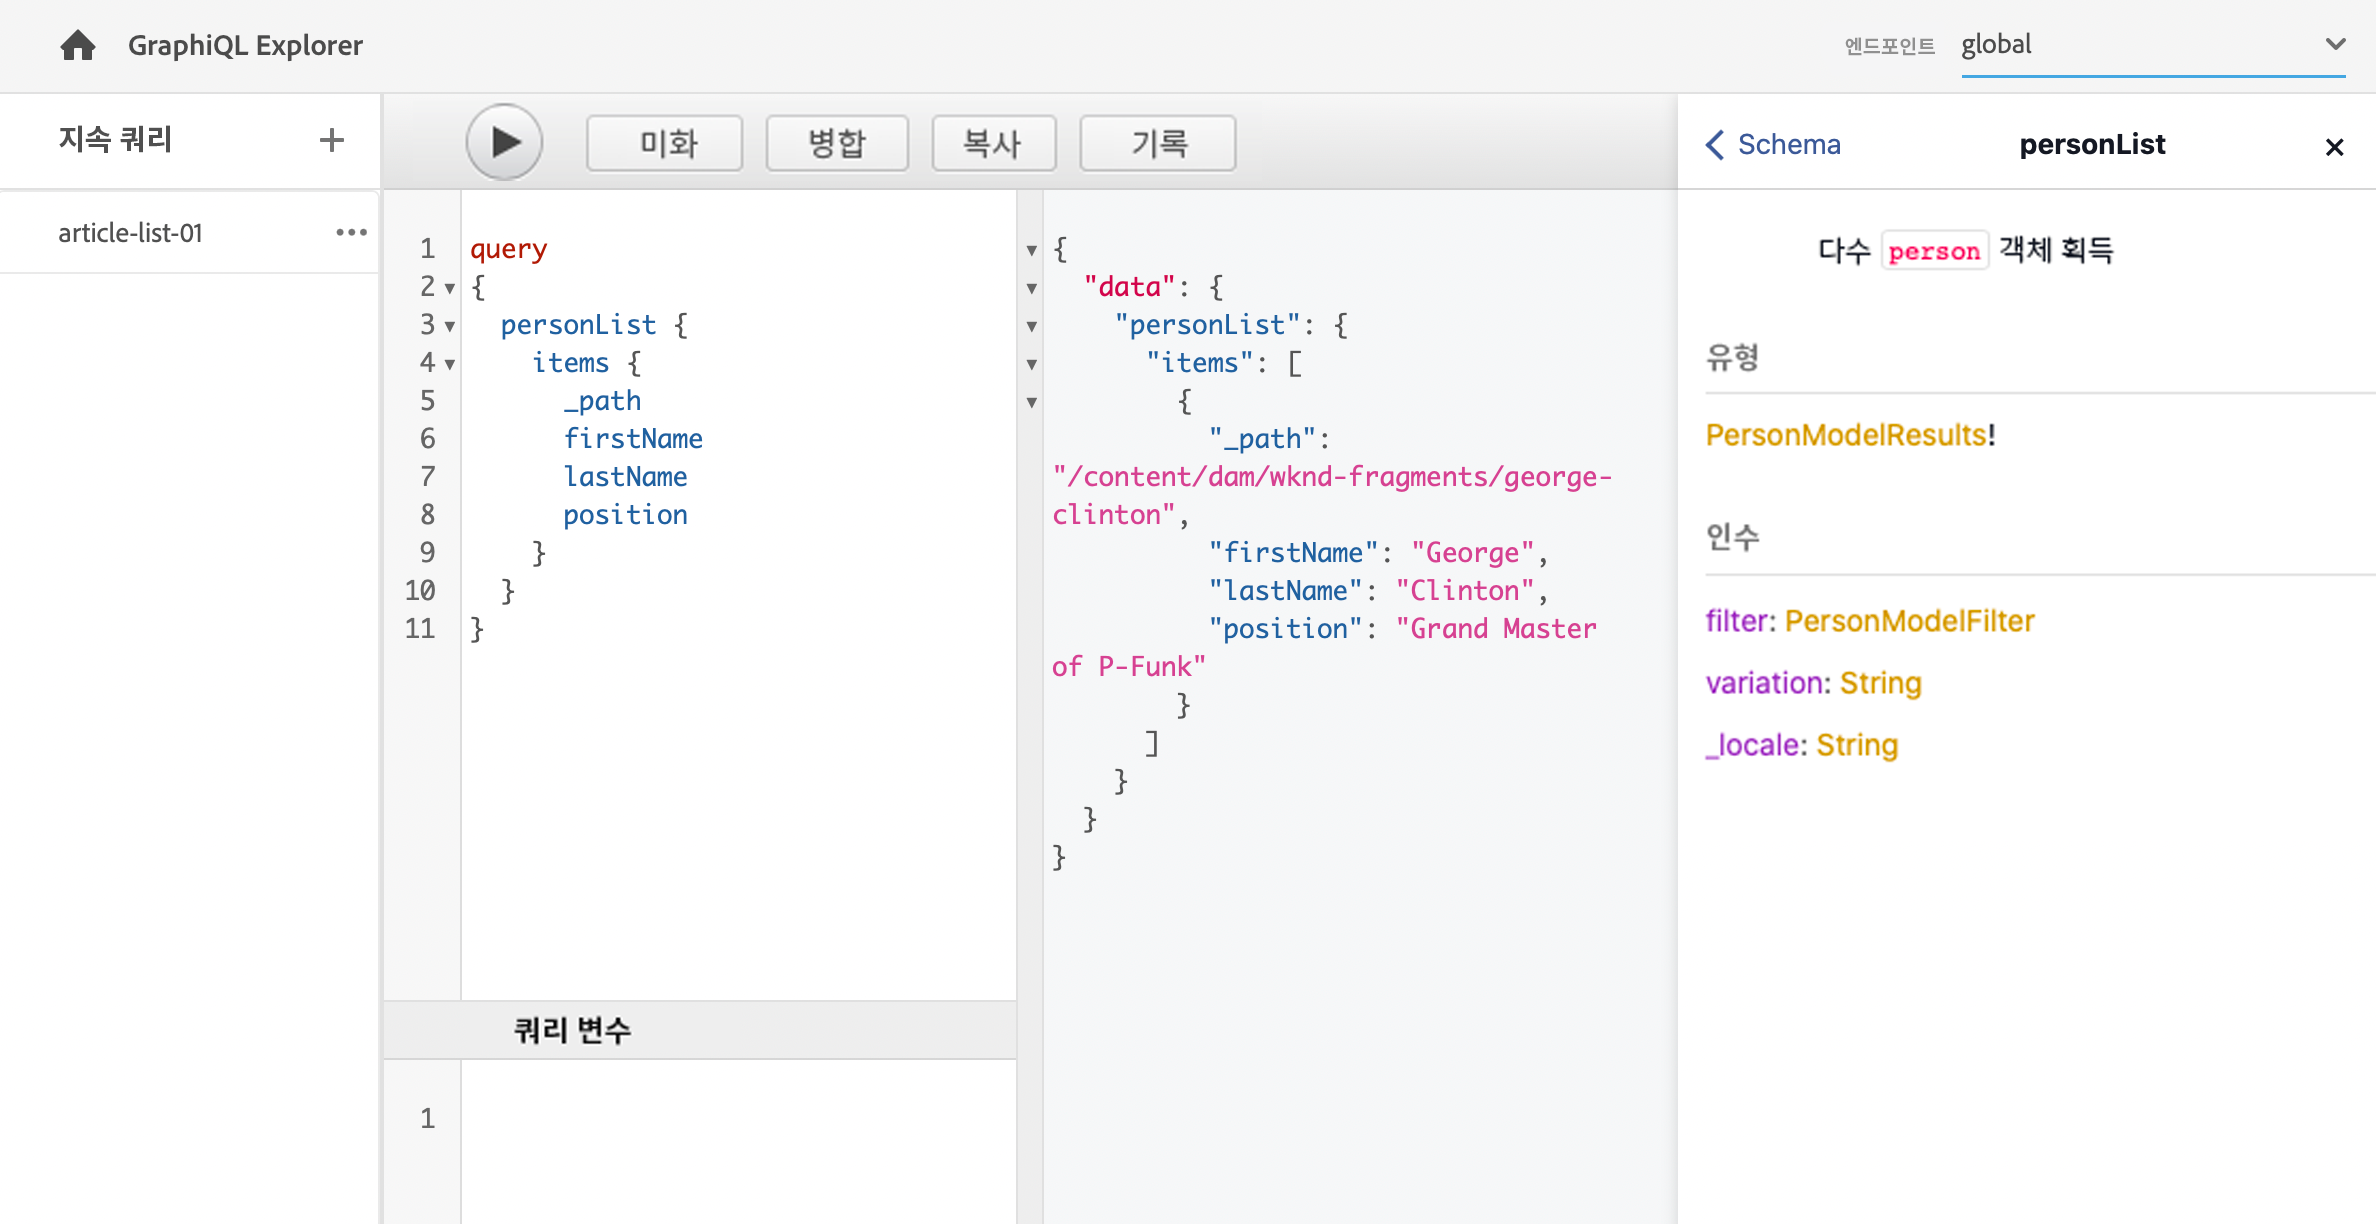 GraphiQL Explorer
엔드포인트 global
지속 쿼리 +
article-list-01
미화 병합 복사 기록
1 query
2 {
3   personList {
4     items {
5       _path
6       firstName
7       lastName
8       position
9     }
10   }
11 }
쿼리 변수
1
{
  "data": {
    "personList": {
      "items": [
        {
          "_path":
"/content/dam/wknd-fragments/george-
clinton",
          "firstName": "George",
          "lastName": "Clinton",
          "position": "Grand Master
of P-Funk"
        }
      ]
    }
  }
}
Schema personList
다수 person 객체 획득
유형
PersonModelResults!
인수
filter: PersonModelFilter
variation: String
_locale: String